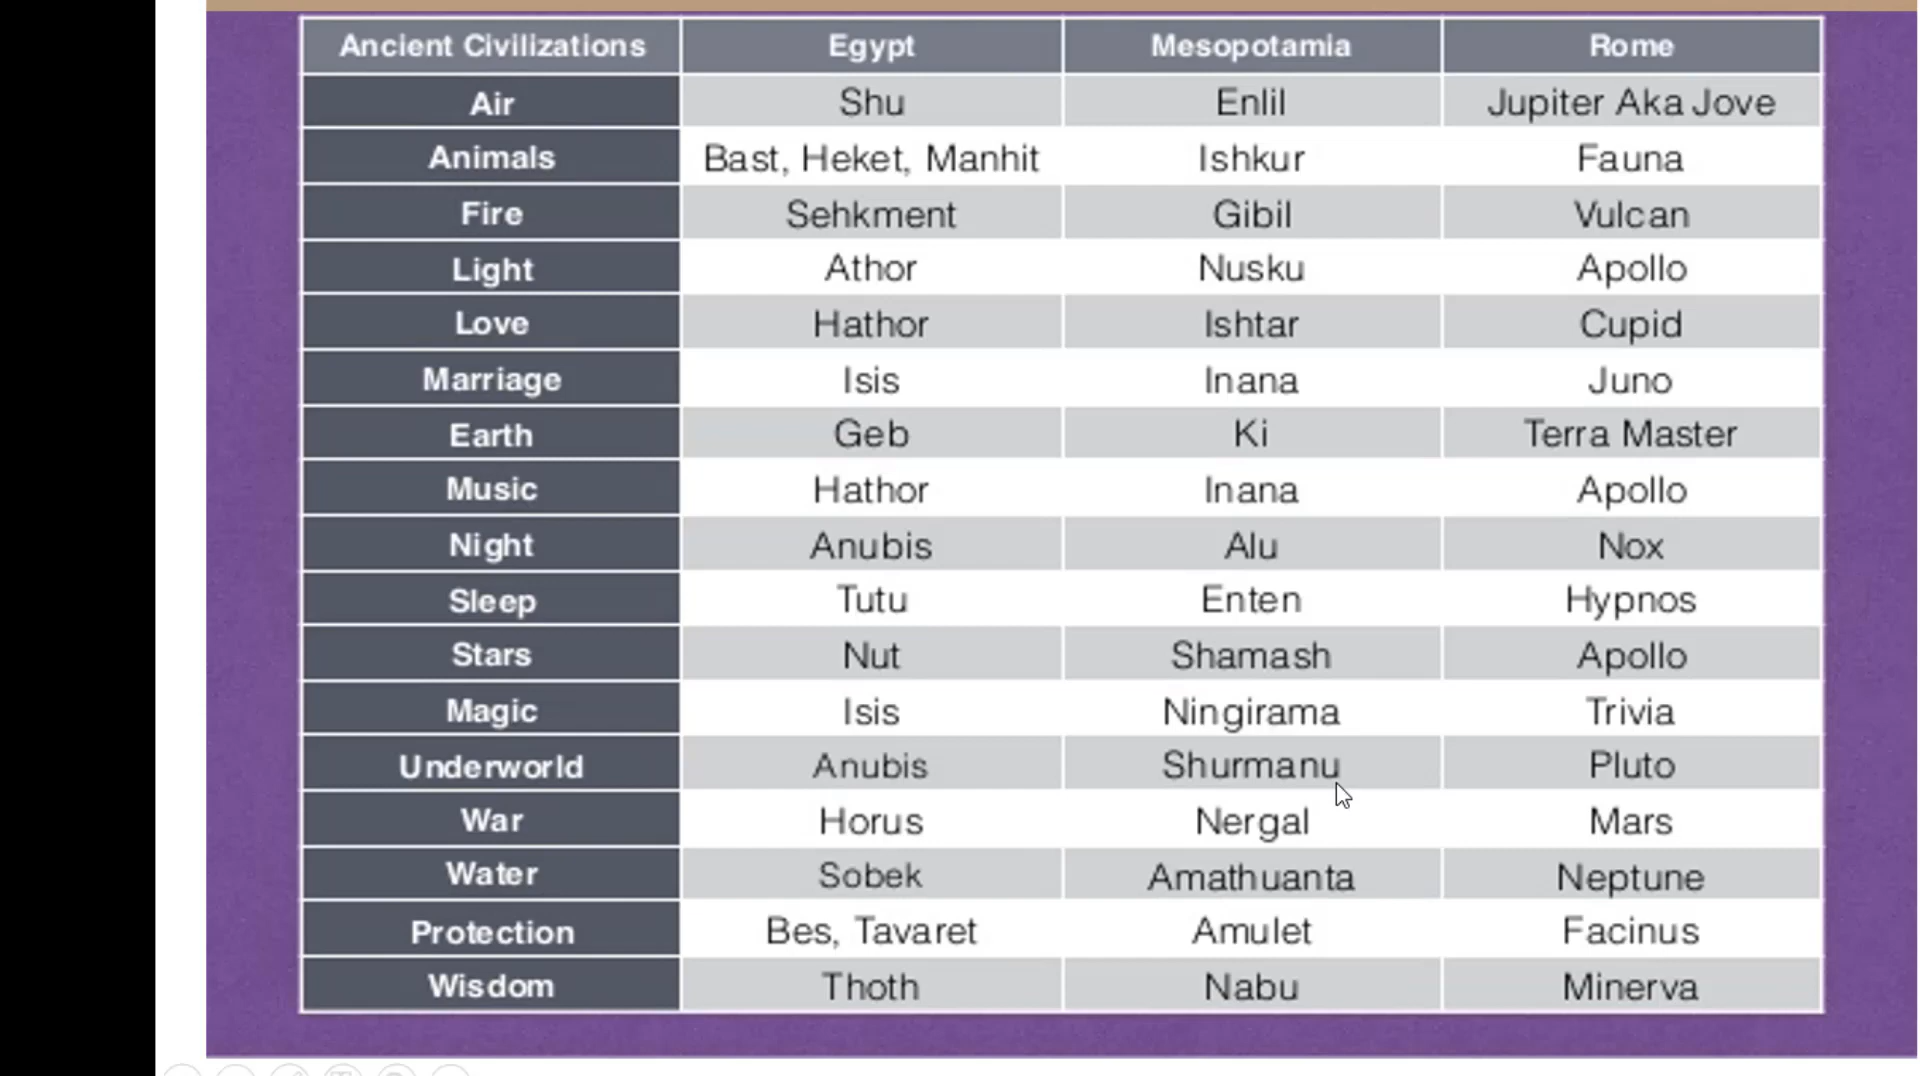 Ancient Civilizations Egypt Mesopotamia Rome
Air Shu Enlil Jupiter Aka Jove
Animals Bast, Heket, Manhit Ishkur Fauna
Fire Sehkment Gibil Vulcan
Light Athor Nusku Apollo
Love Hathor Ishtar Cupid
Marriage Isis Inana Juno
Earth Geb Ki Terra Master
Music Hathor Inana Apollo
Night Anubis Alu Nox
Sleep Tutu Enten Hypnos
Stars Nut Shamash Apollo
Magic Isis Ningirama Trivia
Underworld Anubis Shurmanu Pluto
War Horus Nergal Mars
Water Sobek Amathuanta Neptune
Protection Bes, Tavaret Amulet Facinus
Wisdom Thoth Nabu Minerva